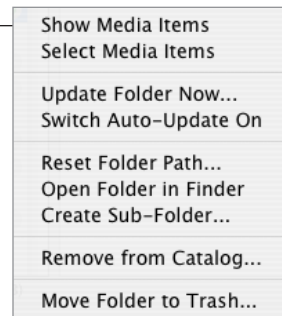 Show Media Items
Select Media Items
Update Folder Now...
Switch Auto-Update On
Reset Folder Path...
Open Folder in Finder
Create Sub-Folder...
Remove from Catalog...
Move Folder to Trash...